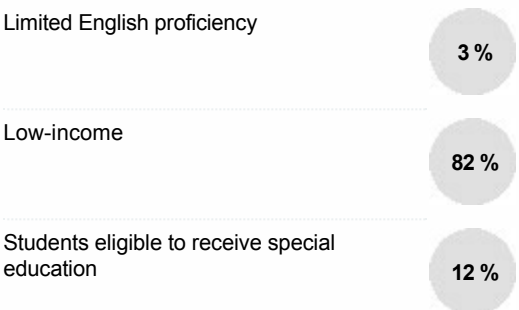 Limited English proficiency
3 %
Low-income
82 %
Students eligible to receive special
education
12 %